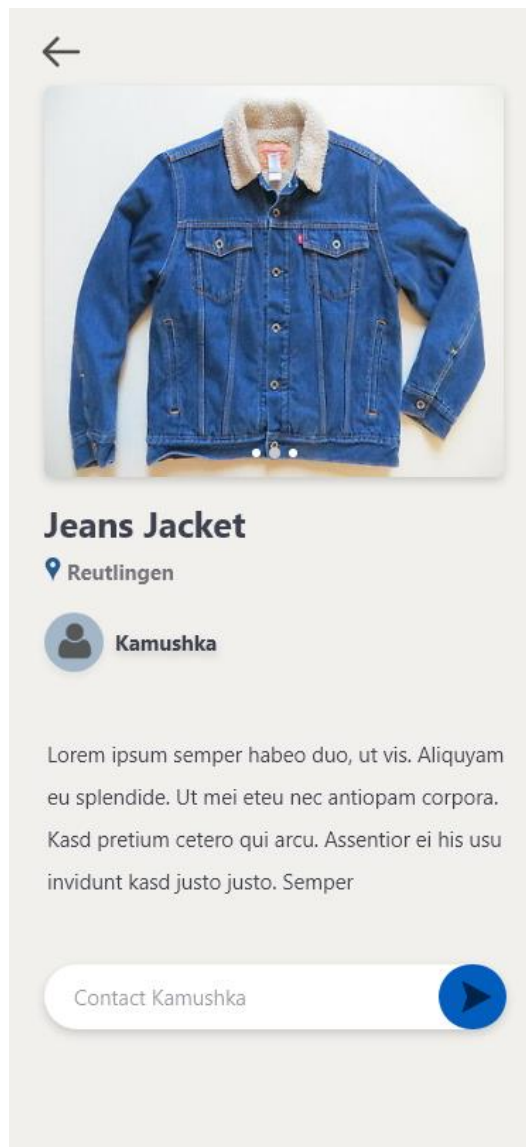 Jeans Jacket
Reutlingen
Kamushka
Lorem ipsum semper habeo duo, ut vis. Aliquyam
eu splendide. Ut mei eteu nec antiopam corpora.
Kasd pretium cetero qui arcu. Assentior ei his usu
invidunt kasd justo justo. Semper
Contact Kamushka